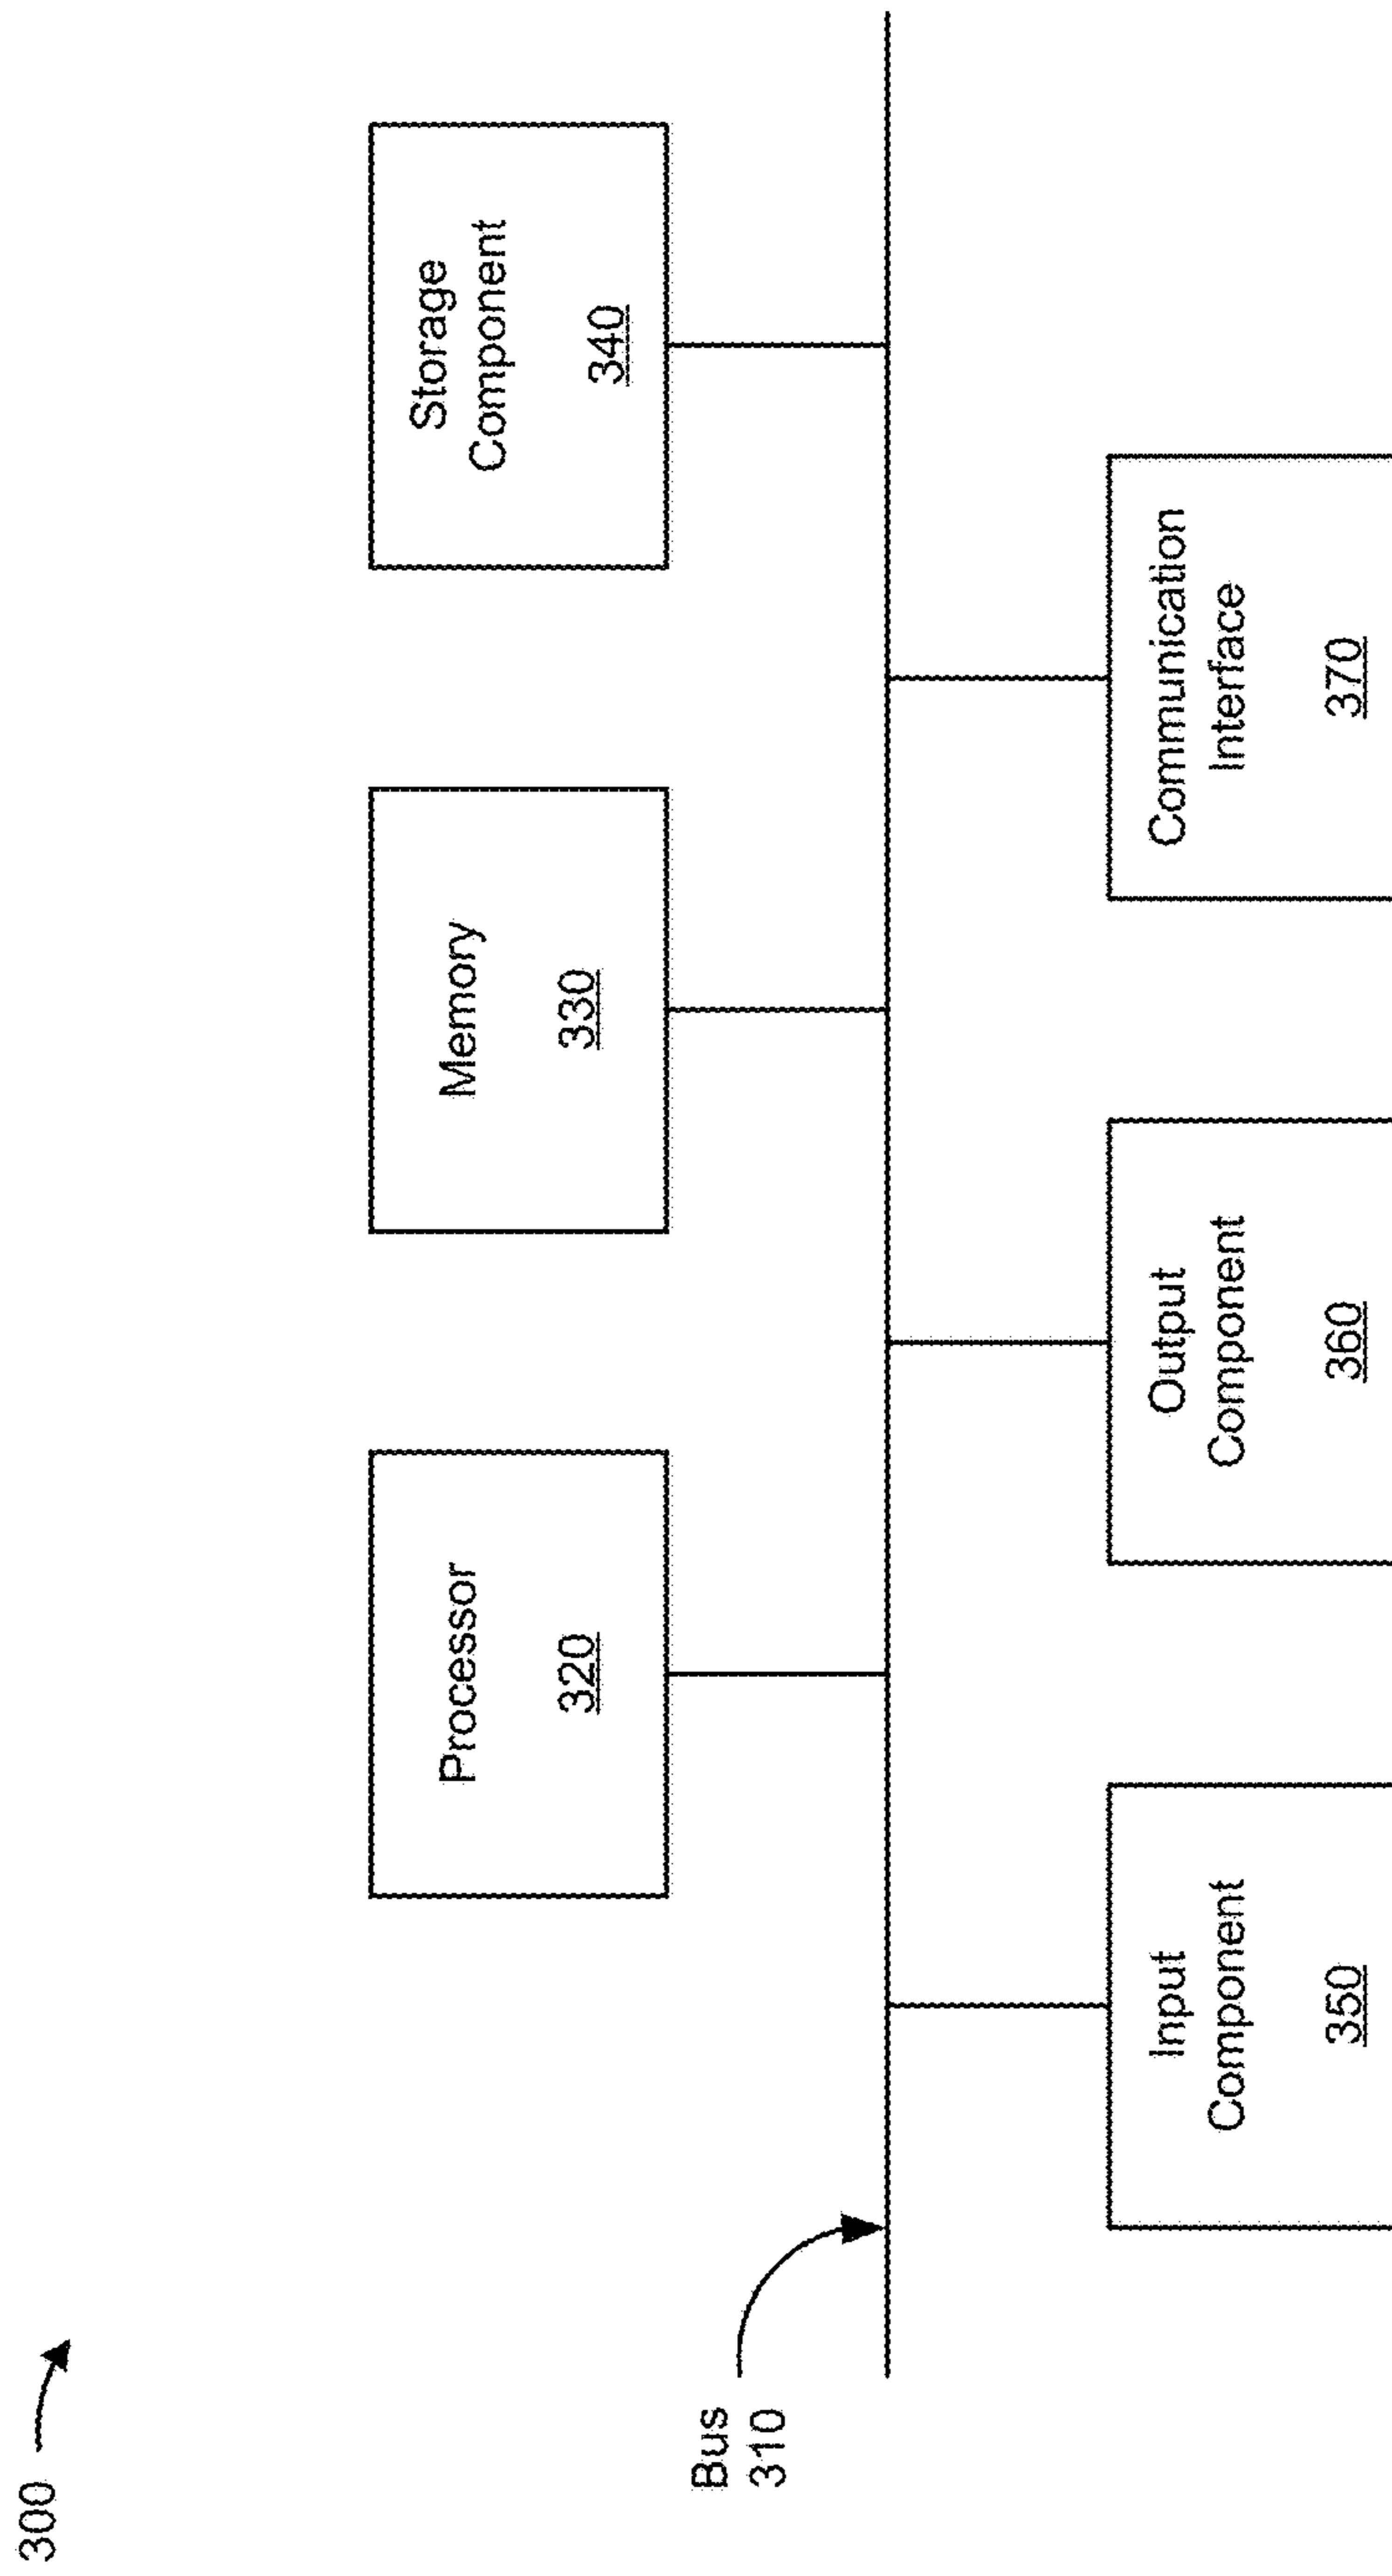 300
Bus
310
Processor
320
Memory
330
Storage
Component
340
Input
Component
350
Output
Component
360
Communication
Interface
370